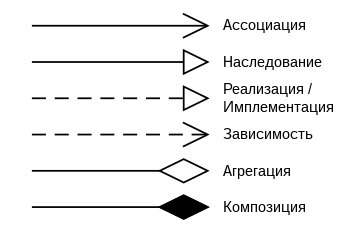 Ассоциация
Наследование
Реализация /
Имплементация
Зависимость
Агрегация
Композиция